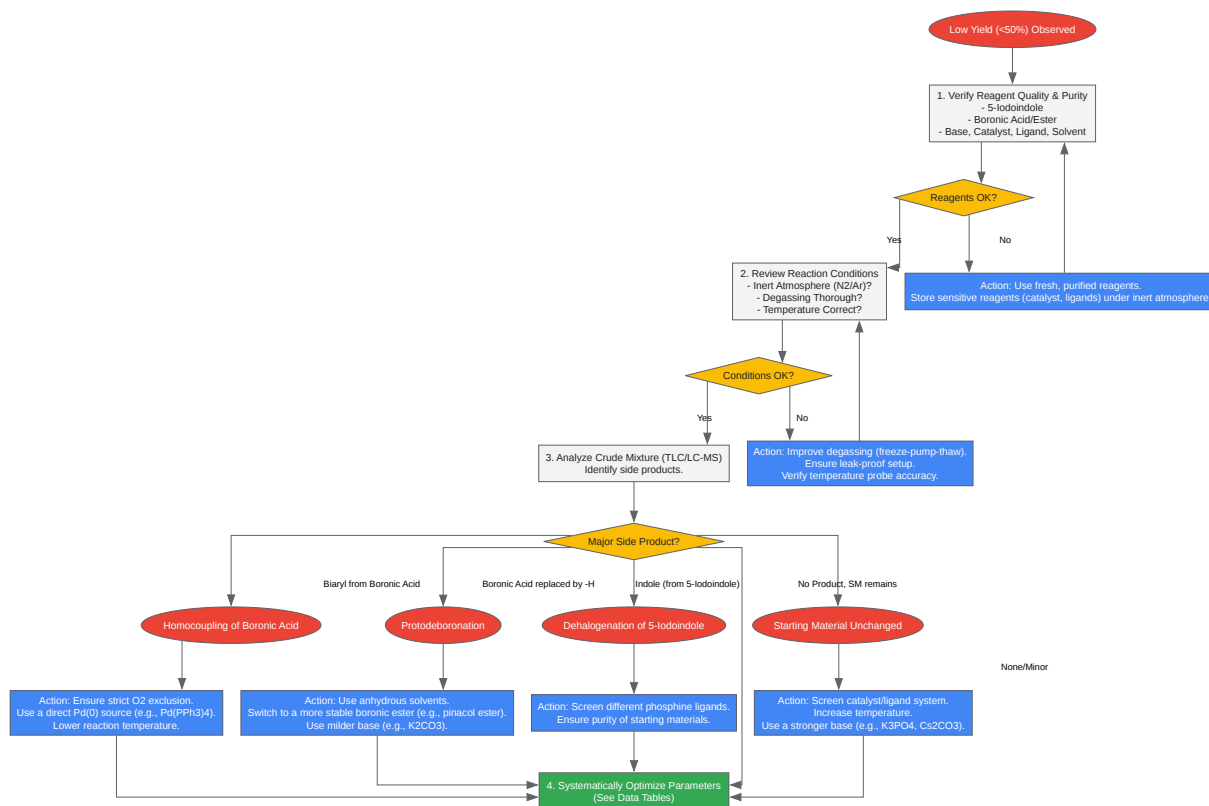 Low Yield (<50%) Observed
1. Verify Reagent Quality & Purity
- 5-Iodoindole
- Boronic Acid/Ester
- Base, Catalyst, Ligand, Solvent
Reagents OK?
Yes
No
2. Review Reaction Conditions
- Inert Atmosphere (N2/Ar)?
- Degassing Thorough?
- Temperature Correct?
Action: Use fresh, purified reagents.
Store sensitive reagents (catalyst, ligands) under inert atmosphere
Conditions OK?
Yes
No
3. Analyze Crude Mixture (TLC/LC-MS)
Identify side products.
Action: Improve degassing (freeze-pump-thaw).
Ensure leak-proof setup.
Verify temperature probe accuracy.
Major Side Product?
Biaryl from Boronic Acid
Boronic Acid replaced by -H
Indole (from 5-Iodoindole)
No Product, SM remains
Homocoupling of Boronic Acid
Protodeboronation
Dehalogenation of 5-Iodoindole
Starting Material Unchanged
None/Minor
Action: Ensure strict O2 exclusion.
Use a direct Pd(0) source (e.g., Pd(PPh3)4).
Lower reaction temperature.
Action: Use anhydrous solvents.
Switch to a more stable boronic ester (e.g., pinacol ester).
Use milder base (e.g., K2CO3).
Action: Screen different phosphine ligands.
Ensure purity of starting materials.
Action: Screen catalyst/ligand system.
Increase temperature.
Use a stronger base (e.g., K3PO4, Cs2CO3).
4. Systematically Optimize Parameters
(See Data Tables)